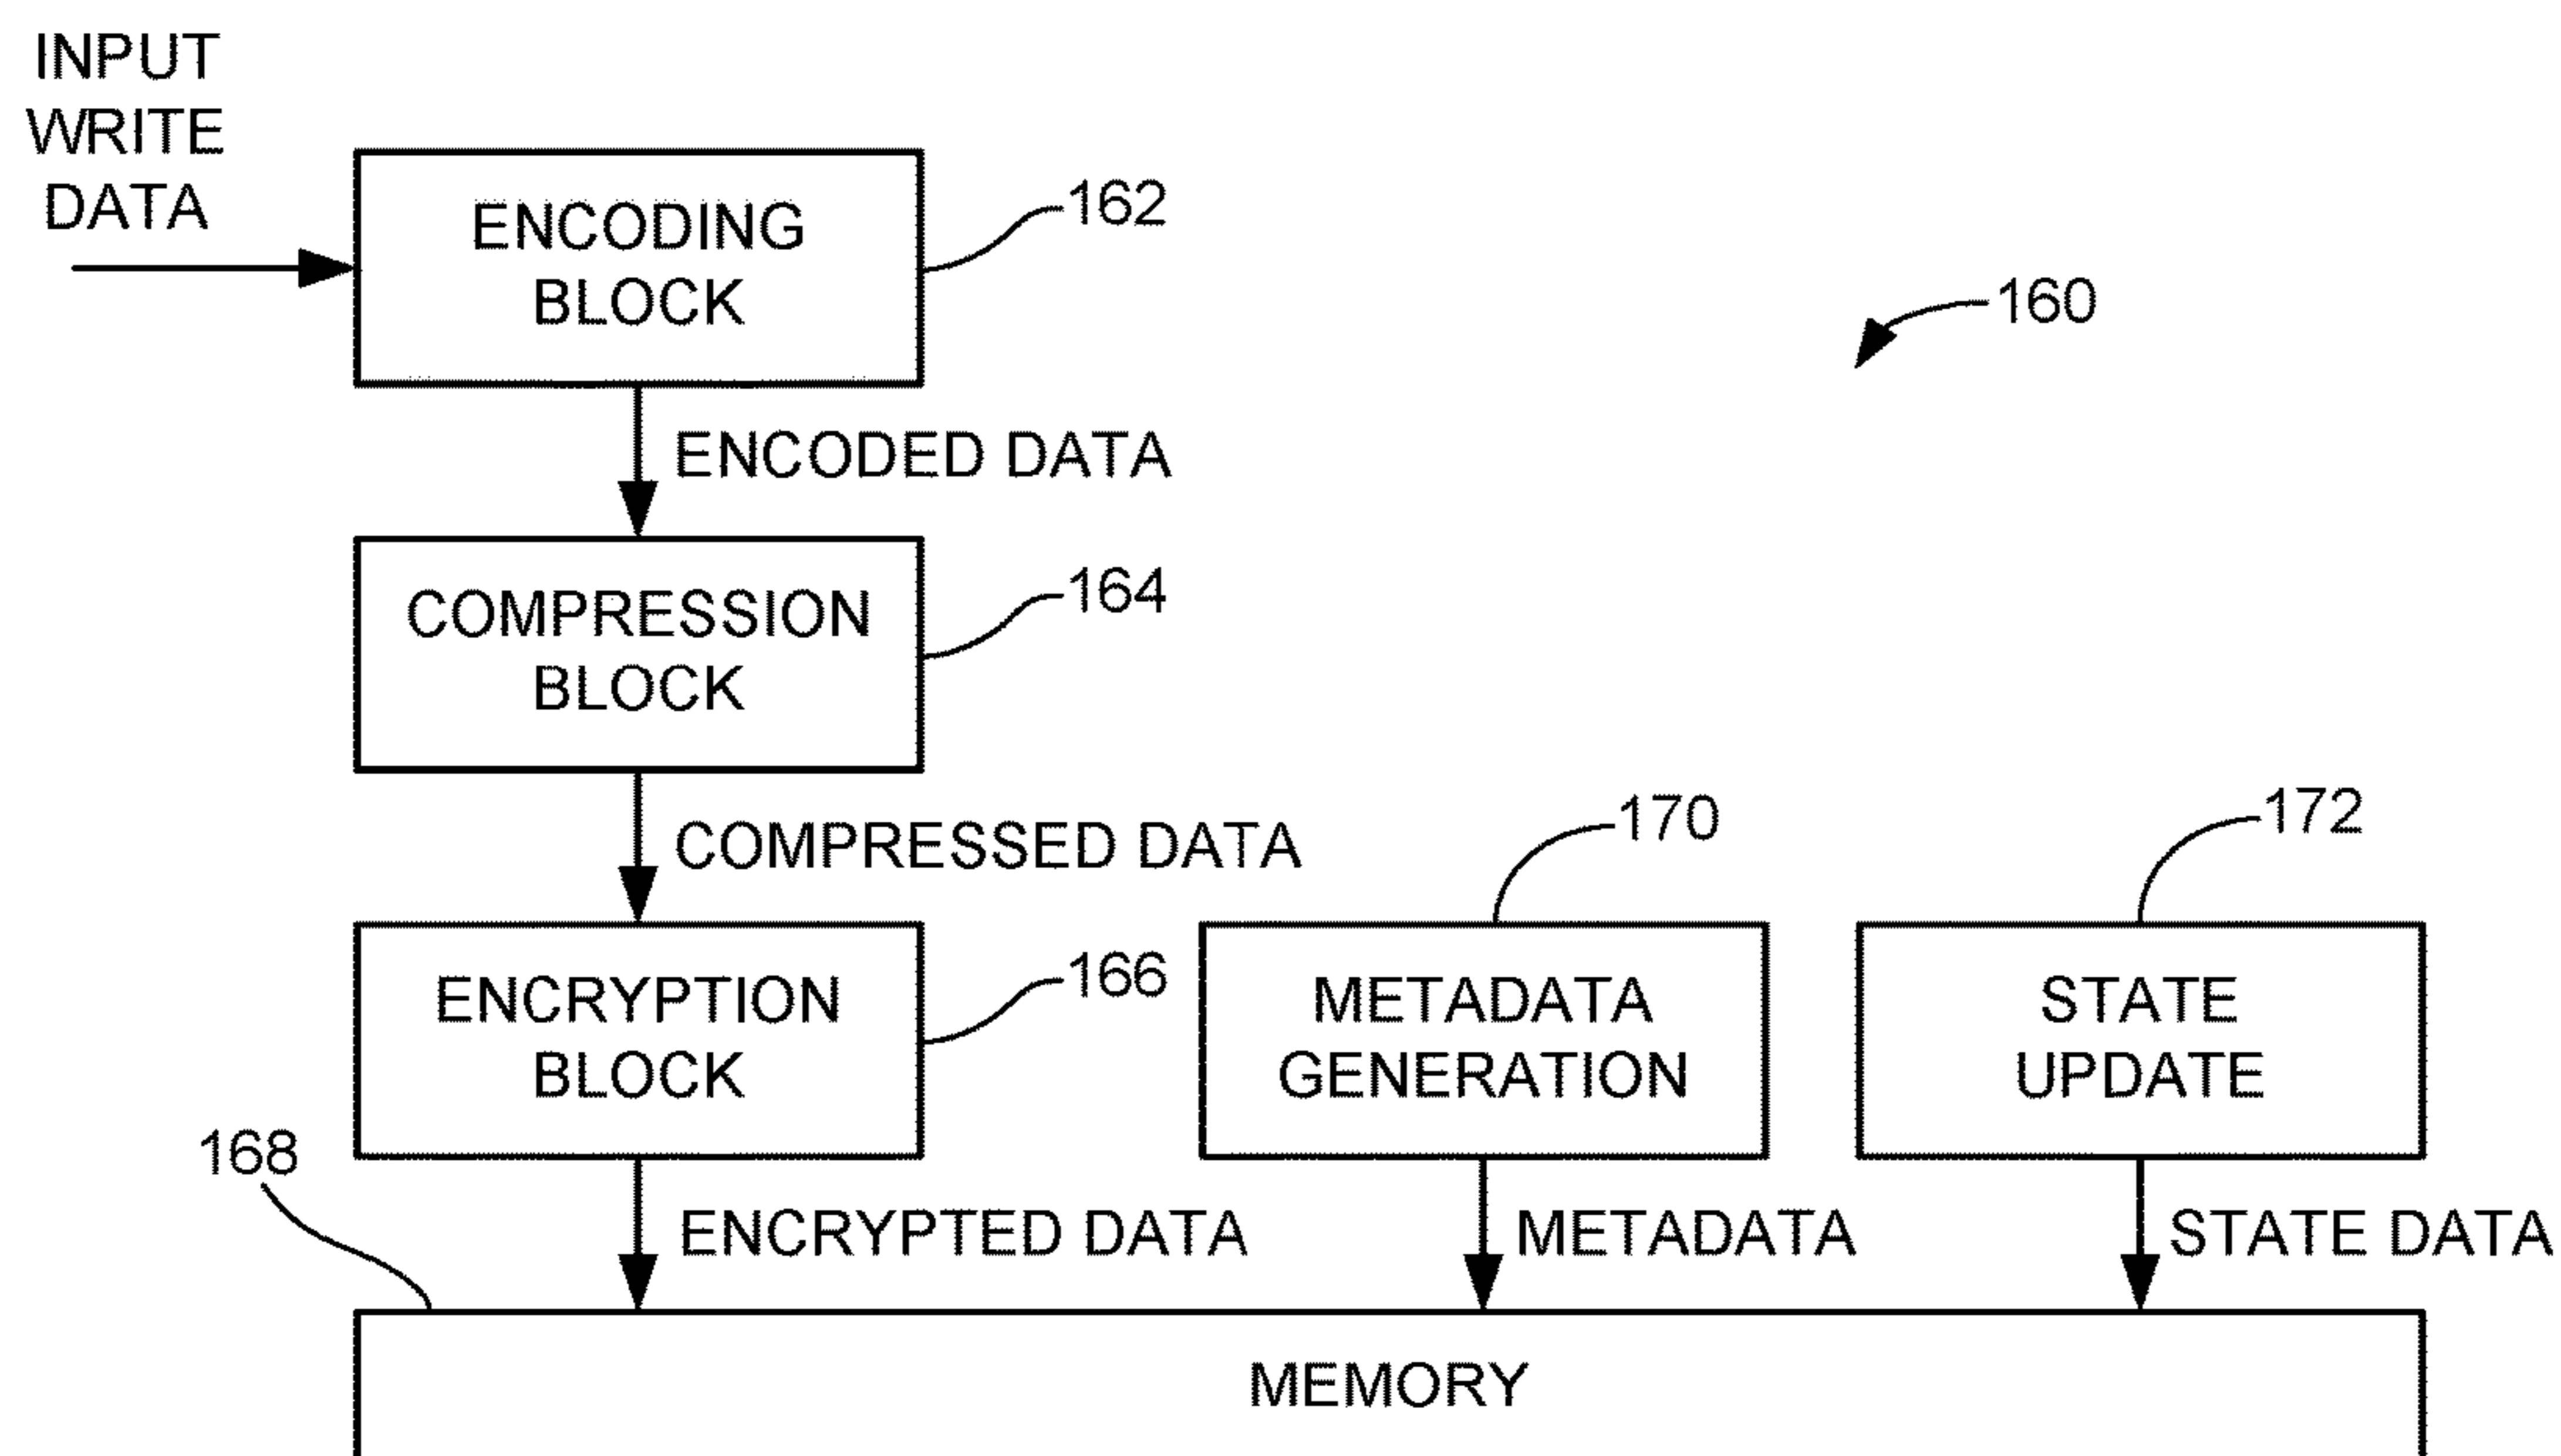 INPUT
WRITE
DATA
ENCODING
BLOCK
162
160
ENCODED DATA
COMPRESSION
BLOCK
164
COMPRESSED DATA
170
172
ENCRYPTION
BLOCK
166
METADATA
GENERATION
STATE
UPDATE
168
ENCRYPTED DATA
METADATA
STATE DATA
MEMORY